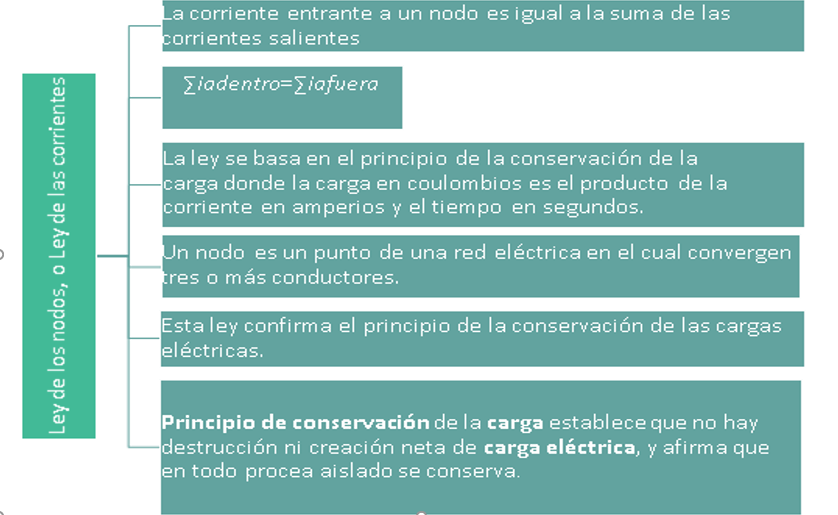 Ley de los nodos, o Ley de las corrientes
La corriente entrante a un nodo es igual a la suma de las
corrientes salientes
∑iadentro=∑iafuera
La ley se basa en el principio de la conservación de la
carga donde la carga en coulombios es el producto de la
corriente en amperios y el tiempo en segundos.
Un nodo es un punto de una red eléctrica en el cual convergen
tres o más conductores.
Esta ley confirma el principio de la conservación de las cargas
eléctricas.
Principio de conservación de la carga establece que no hay
destrucción ni creación neta de carga eléctrica, y afirma que
en todo procea aislado se conserva.